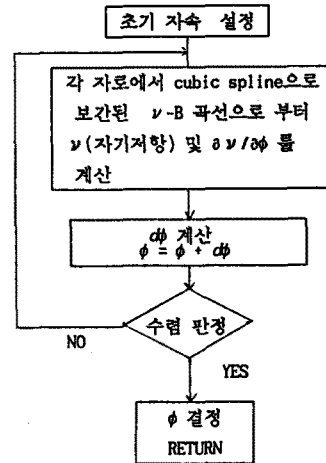 초기 자속 설정
각 자로에서 cubic spline으로
보간된 ν-B 곡선으로 부터
ν(자기저항) 및 ∂ν/∂ϕ 를
계산
dϕ 계산
ϕ = ϕ + dϕ
수렴 판정
NO
YES
ϕ 결정
RETURN